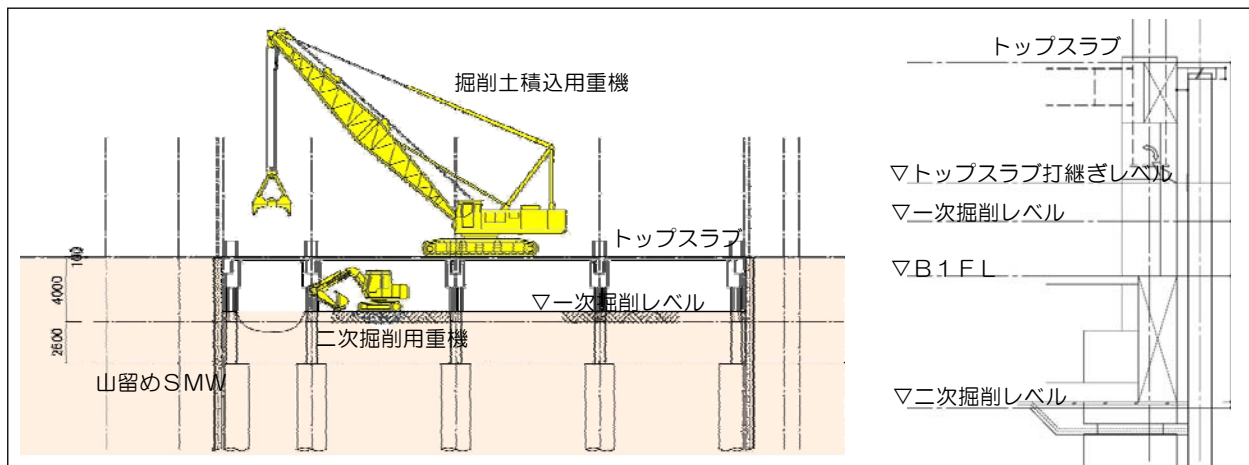 掘削土積込用重機
トップスラブ
100
4000
▽一次掘削レベル
二次掘削用重機
2600
山留めSMW
トップスラブ
▽トップスラブ打継ぎレベル
▽一次掘削レベル
▽B1FL
▽二次掘削レベル